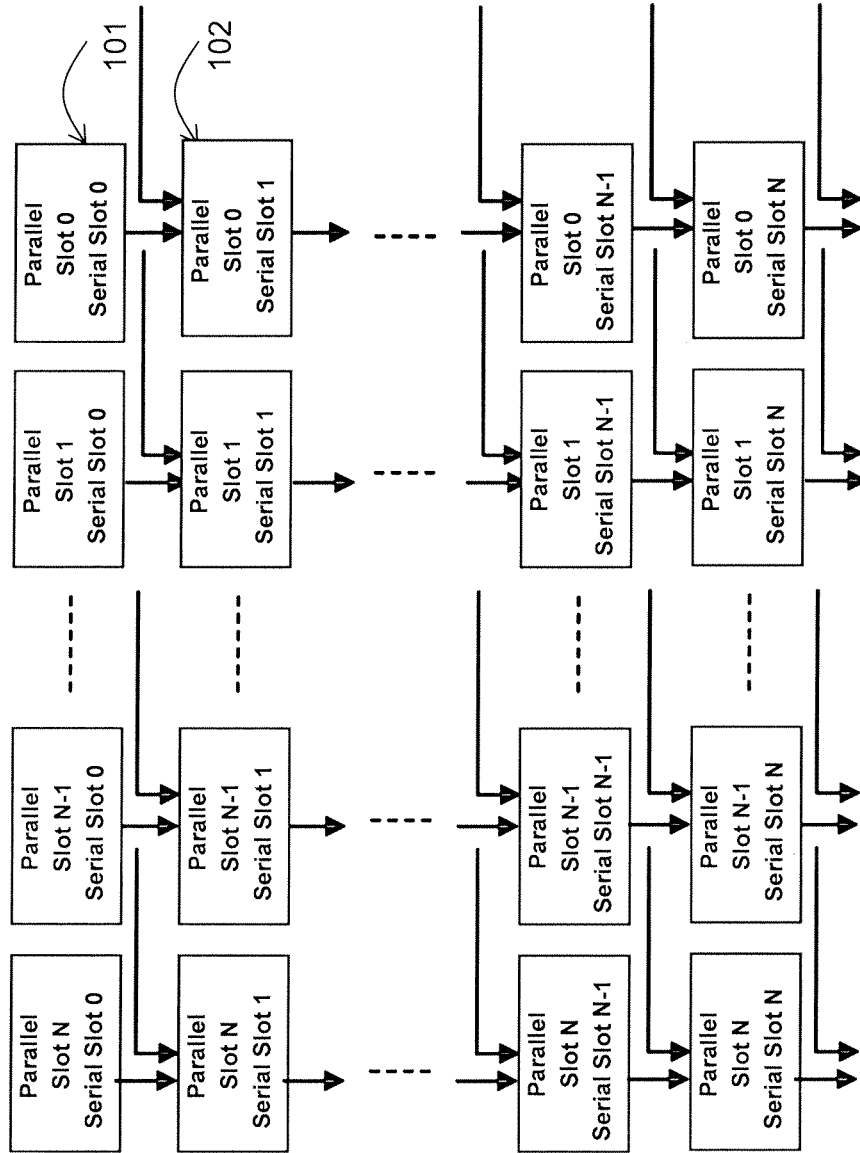 Parallel
Slot N
Serial Slot 0
Parallel
Slot N-1
Serial Slot 0
Parallel
Slot 1
Serial Slot 0
Parallel
Slot 0
Serial Slot 0
101
Parallel
Slot N
Serial Slot 1
Parallel
Slot N-1
Serial Slot 1
Parallel
Slot 1
Serial Slot 1
Parallel
Slot 0
Serial Slot 1
102
Parallel
Slot N
Serial Slot N-1
Parallel
Slot N-1
Serial Slot N-1
Parallel
Slot 1
Serial Slot N-1
Parallel
Slot 0
Serial Slot N-1
Parallel
Slot N
Serial Slot N
Parallel
Slot N-1
Serial Slot N
Parallel
Slot 1
Serial Slot N
Parallel
Slot 0
Serial Slot N